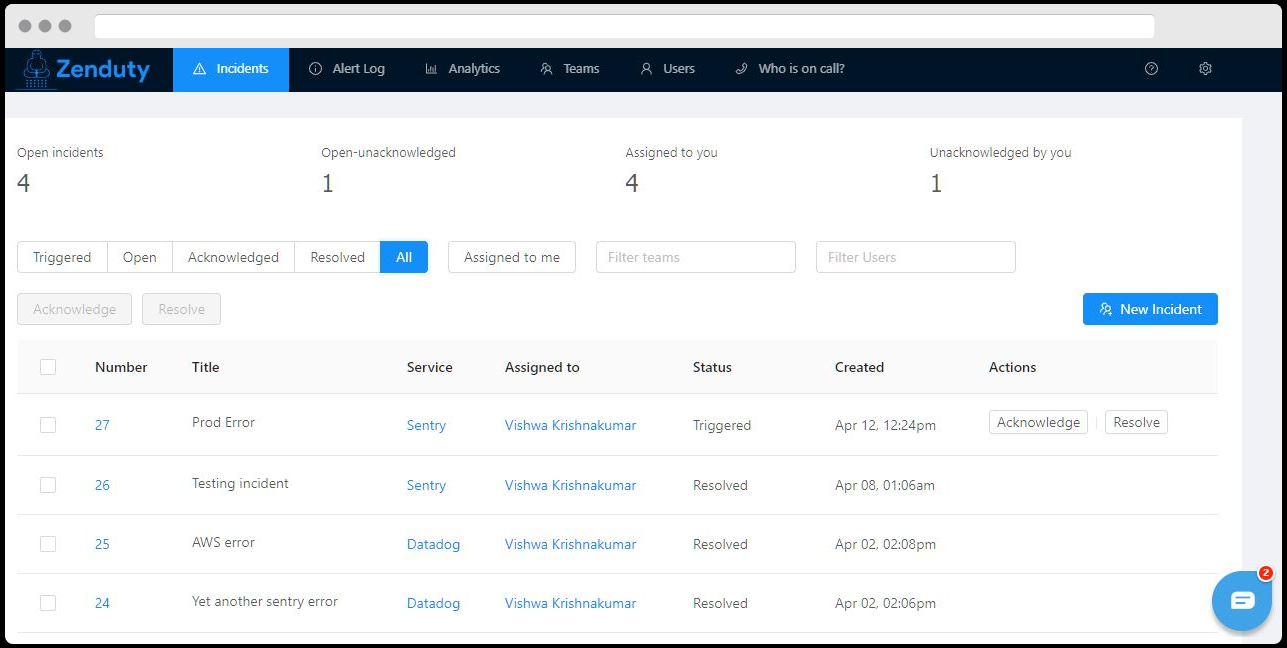 Zenduty Incidents Alert Log Analytics Teams Users Who is on call?
Open incidents Open-unacknowledged Assigned to you Unacknowledged by you
4 1 4 1
Triggered Open Acknowledged Resolved All Assigned to me Filter teams Filter Users
Acknowledge Resolve New Incident
Number Title Service Assigned to Status Created Actions
27 Prod Error Sentry Vishwa Krishnakumar Triggered Apr 12, 12:24pm Acknowledge Resolve
26 Testing incident Sentry Vishwa Krishnakumar Resolved Apr 08, 01:06am
25 AWS error Datadog Vishwa Krishnakumar Resolved Apr 02, 02:08pm
2
24 Yet another sentry error Datadog Vishwa Krishnakumar Resolved Apr 02, 02:06pm